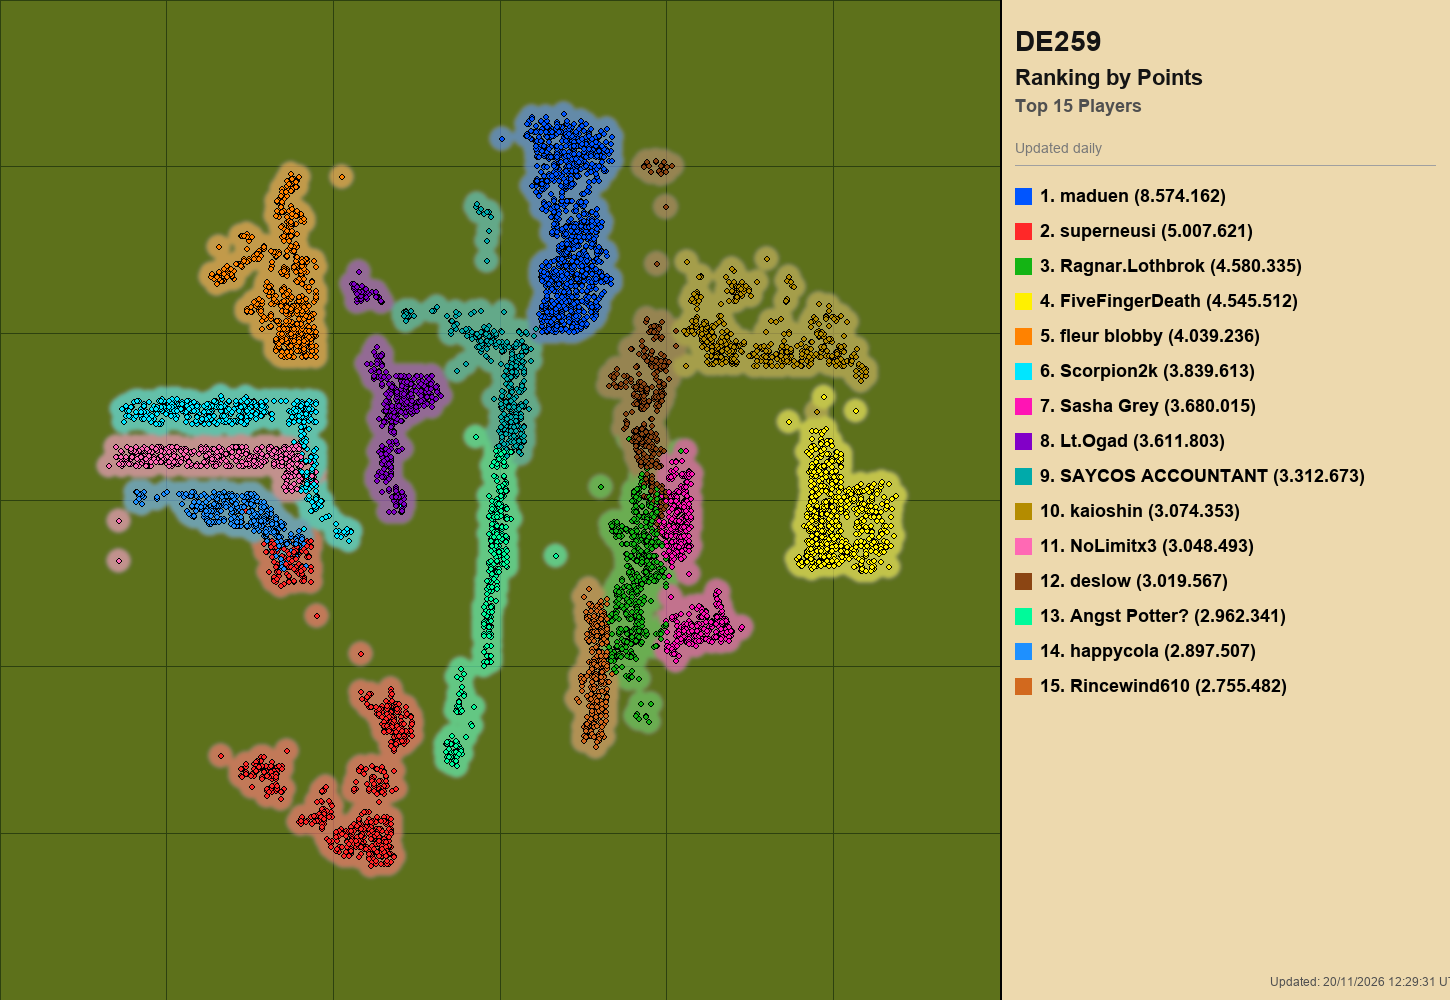 DE259
Ranking by Points
Top 15 Players
Updated daily
1. maduen (8.574.162)
2. superneusi (5.007.621)
3. Ragnar.Lothbrok (4.580.335)
4. FiveFingerDeath (4.545.512)
5. fleur blobby (4.039.236)
6. Scorpion2k (3.839.613)
7. Sasha Grey (3.680.015)
8. Lt.Ogad (3.611.803)
9. SAYCOS ACCOUNTANT (3.312.673)
10. kaioshin (3.074.353)
11. NoLimitx3 (3.048.493)
12. deslow (3.019.567)
13. Angst Potter? (2.962.341)
14. happycola (2.897.507)
15. Rincewind610 (2.755.482)
Updated: 20/11/2026 12:29:31